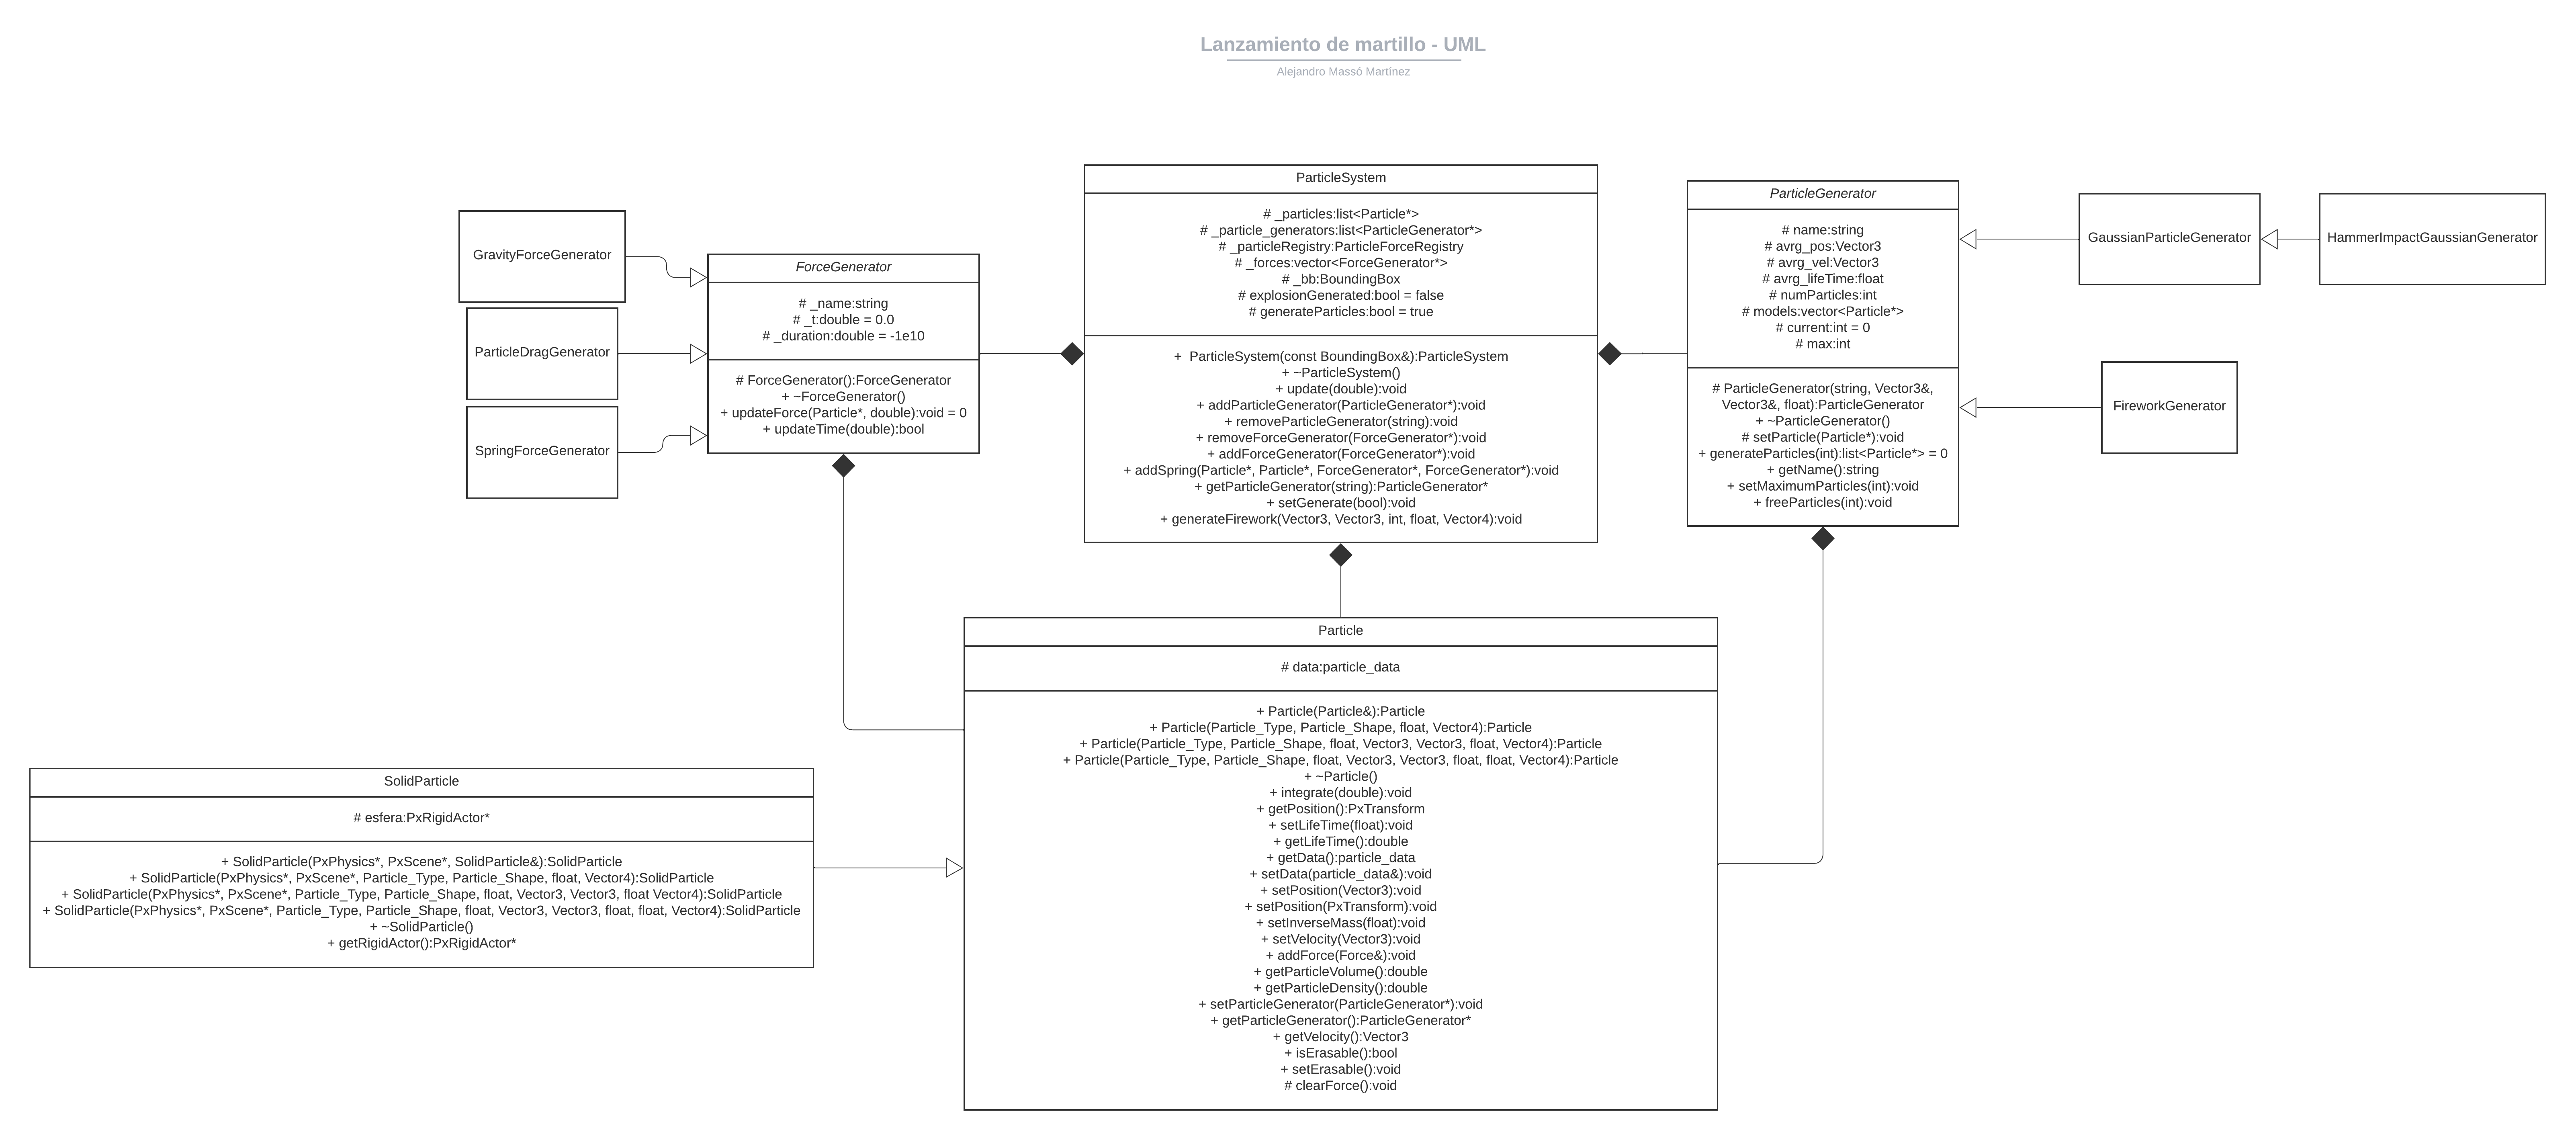 Lanzamiento de martillo - UML
Alejandro Massó Martínez
GravityForceGenerator
ParticleDragGenerator
SpringForceGenerator
ForceGenerator
# _name:string
# _t:double = 0.0
# _duration:double = -1e10
# ForceGenerator():ForceGenerator
+ ~ForceGenerator()
+ updateForce(Particle*, double):void = 0
+ updateTime(double):bool
ParticleSystem
# _particles:list<Particle*>
# _particle_generators:list<ParticleGenerator*>
# _particleRegistry:ParticleForceRegistry
# _forces:vector<ForceGenerator*>
# _bb:BoundingBox
# explosionGenerated:bool = false
# generateParticles:bool = true
+ ParticleSystem(const BoundingBox&):ParticleSystem
+ ~ParticleSystem()
+ update(double):void
+ addParticleGenerator(ParticleGenerator*):void
+ removeParticleGenerator(string):void
+ removeForceGenerator(ForceGenerator*):void
+ addForceGenerator(ForceGenerator*):void
+ addSpring(Particle*, Particle*, ForceGenerator*, ForceGenerator*):void
+ getParticleGenerator(string):ParticleGenerator*
+ setGenerate(bool):void
+ generateFirework(Vector3, Vector3, int, float, Vector4):void
ParticleGenerator
# name:string
# avrg_pos:Vector3
# avrg_vel:Vector3
# avrg_lifeTime:float
# numParticles:int
# models:vector<Particle*>
# current:int = 0
# max:int
# ParticleGenerator(string, Vector3&,
Vector3&, float):ParticleGenerator
+ ~ParticleGenerator()
# setParticle(Particle*):void
+ generateParticles(int):list<Particle*> = 0
+ getName():string
+ setMaximumParticles(int):void
+ freeParticles(int):void
GaussianParticleGenerator
HammerImpactGaussianGenerator
FireworkGenerator
Particle
# data:particle_data
+ Particle(Particle&):Particle
+ Particle(Particle_Type, Particle_Shape, float, Vector4):Particle
+ Particle(Particle_Type, Particle_Shape, float, Vector3, Vector3, float, Vector4):Particle
+ Particle(Particle_Type, Particle_Shape, float, Vector3, Vector3, float, float, Vector4):Particle
+ ~Particle()
+ integrate(double):void
+ getPosition():PxTransform
+ setLifeTime(float):void
+ getLifeTime():double
+ getData():particle_data
+ setData(particle_data&):void
+ setPosition(Vector3):void
+ setPosition(PxTransform):void
+ setInverseMass(float):void
+ setVelocity(Vector3):void
+ addForce(Force&):void
+ getParticleVolume():double
+ getParticleDensity():double
+ setParticleGenerator(ParticleGenerator*):void
+ getParticleGenerator():ParticleGenerator*
+ getVelocity():Vector3
+ isErasable():bool
+ setErasable():void
# clearForce():void
SolidParticle
# esfera:PxRigidActor*
+ SolidParticle(PxPhysics*, PxScene*, SolidParticle&):SolidParticle
+ SolidParticle(PxPhysics*, PxScene*, Particle_Type, Particle_Shape, float, Vector4):SolidParticle
+ SolidParticle(PxPhysics*, PxScene*, Particle_Type, Particle_Shape, float, Vector3, Vector3, float Vector4):SolidParticle
+ SolidParticle(PxPhysics*, PxScene*, Particle_Type, Particle_Shape, float, Vector3, Vector3, float, float, Vector4):SolidParticle
+ ~SolidParticle()
+ getRigidActor():PxRigidActor*